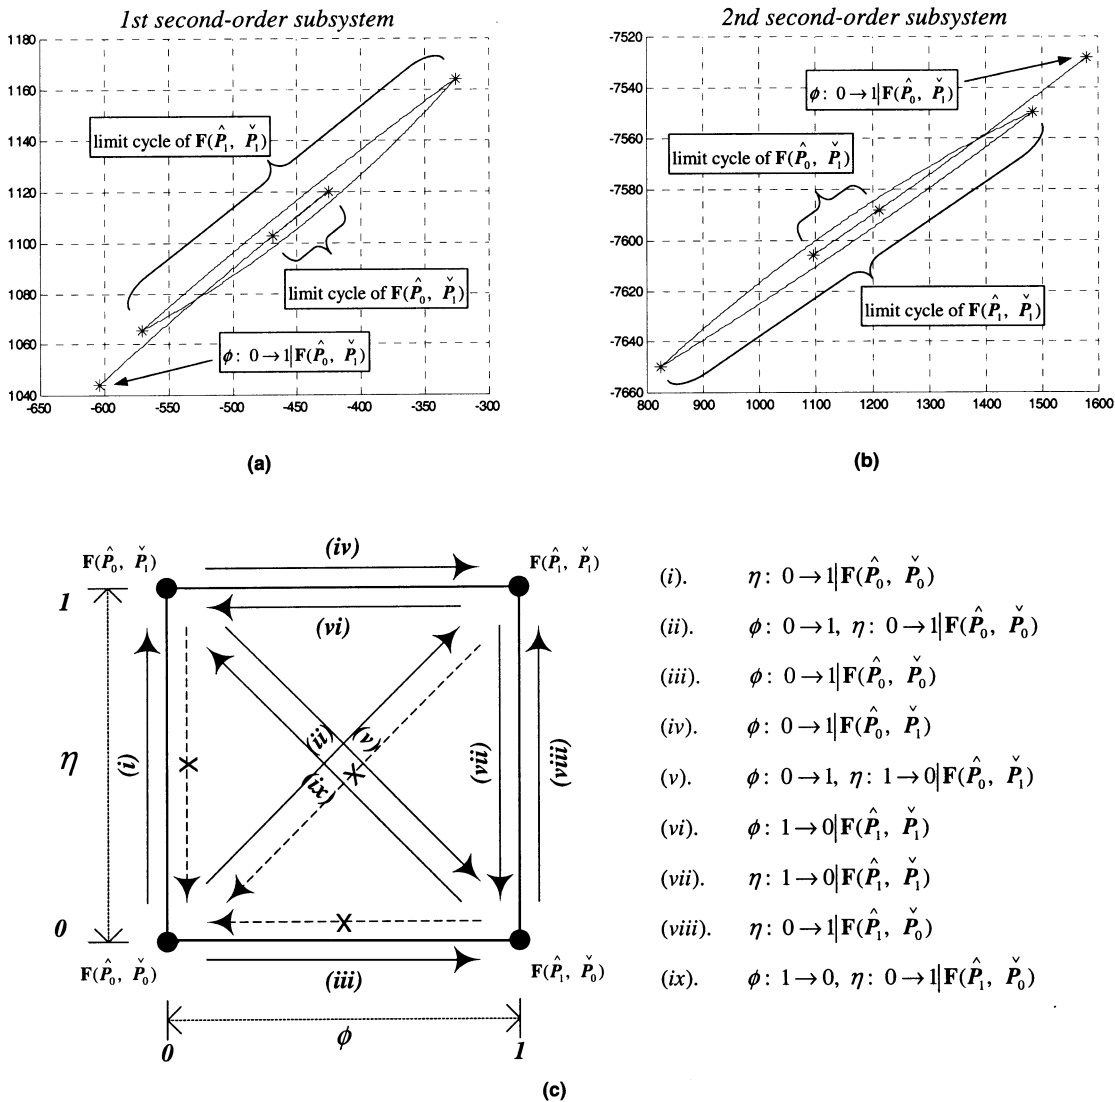 1st second-order subsystem
1180
1160
1140
1120
1100
1080
1060
1040
-650 -600 -550 -500 -450 -400 -350 -300
limit cycle of F(P̂₁, P̌₁)
limit cycle of F(P̂₀, P̌₁)
ϕ: 0→1|F(P̂₀, P̌₁)
(a)
2nd second-order subsystem
-7520
-7540
-7560
-7580
-7600
-7620
-7640
-7660
800 900 1000 1100 1200 1300 1400 1500 1600
ϕ: 0→1|F(P̂₀, P̌₁)
limit cycle of F(P̂₀, P̌₁)
limit cycle of F(P̂₁, P̌₁)
(b)
F(P̂₀, P̌₁)
(iv)
F(P̂₁, P̌₁)
1
(vi)
η
(i)
X
(ii)
(v)
(ix)
X
(vii)
(viii)
0
X
F(P̂₀, P̌₀)
(iii)
F(P̂₁, P̌₀)
0
ϕ
1
(i). η: 0→1|F(P̂₀, P̌₀)
(ii). ϕ: 0→1, η: 0→1|F(P̂₀, P̌₀)
(iii). ϕ: 0→1|F(P̂₀, P̌₀)
(iv). ϕ: 0→1|F(P̂₀, P̌₁)
(v). ϕ: 0→1, η: 1→0|F(P̂₀, P̌₁)
(vi). ϕ: 1→0|F(P̂₁, P̌₁)
(vii). η: 1→0|F(P̂₁, P̌₁)
(viii). η: 0→1|F(P̂₁, P̌₀)
(ix). ϕ: 1→0, η: 0→1|F(P̂₁, P̌₀)
(c)